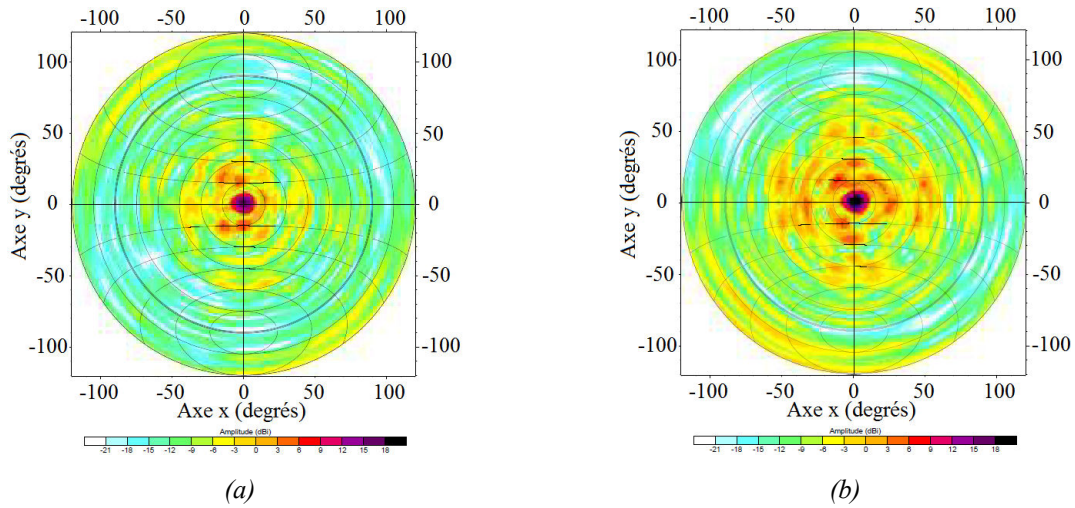 -100 -50 0 50 100
100 100
50 50
Axe y (degrés)
0 0
-50 -50
-100 -100
-100 -50 0 50 100
Axe x (degrés)
Amplitude (dBi)
-21 -18 -15 -12 -9 -6 -3 0 3 6 9 12 15 18
(a)
-100 -50 0 50 100
100 100
50 50
Axe y (degrés)
0 0
-50 -50
-100 -100
-100 -50 0 50 100
Axe x (degrés)
Amplitude (dBi)
-21 -18 -15 -12 -9 -6 -3 0 3 6 9 12 15 18
(b)